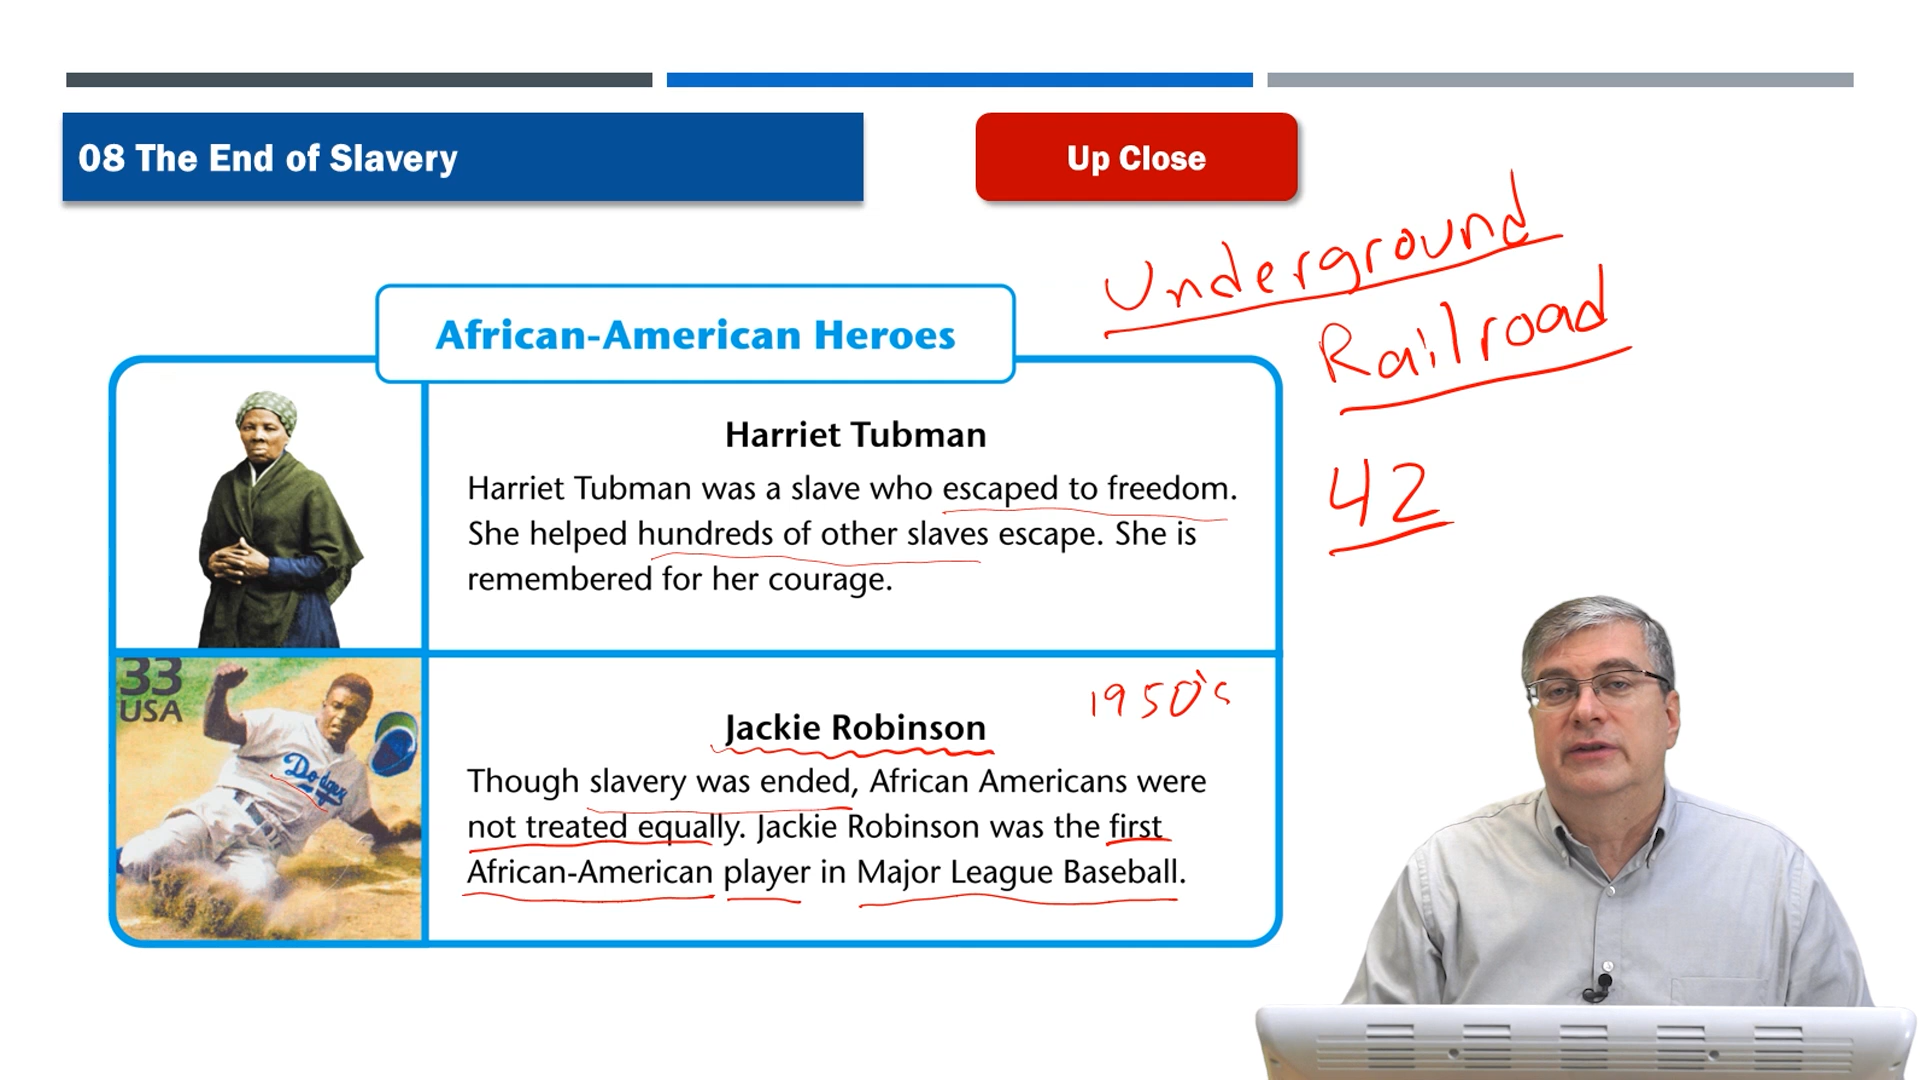 08 The End of Slavery
Up Close
Underground
Railroad
42
African-American Heroes
Harriet Tubman
Harriet Tubman was a slave who escaped to freedom.
She helped hundreds of other slaves escape. She is
remembered for her courage.
33
USA
Dodgers
1950's
Jackie Robinson
Though slavery was ended, African Americans were
not treated equally. Jackie Robinson was the first
African-American player in Major League Baseball.